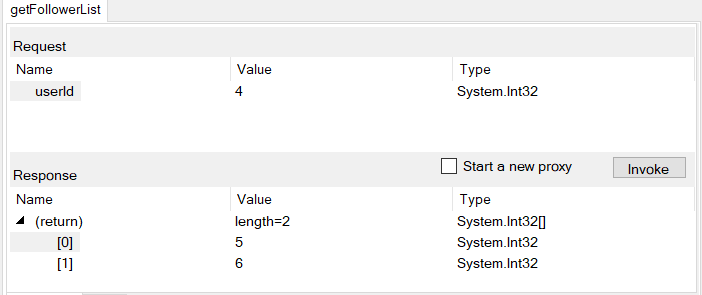 getFollowerList
Request
Name Value Type
userId 4 System.Int32
Response Start a new proxy Invoke
Name Value Type
(return) length=2 System.Int32[]
[0] 5 System.Int32
[1] 6 System.Int32